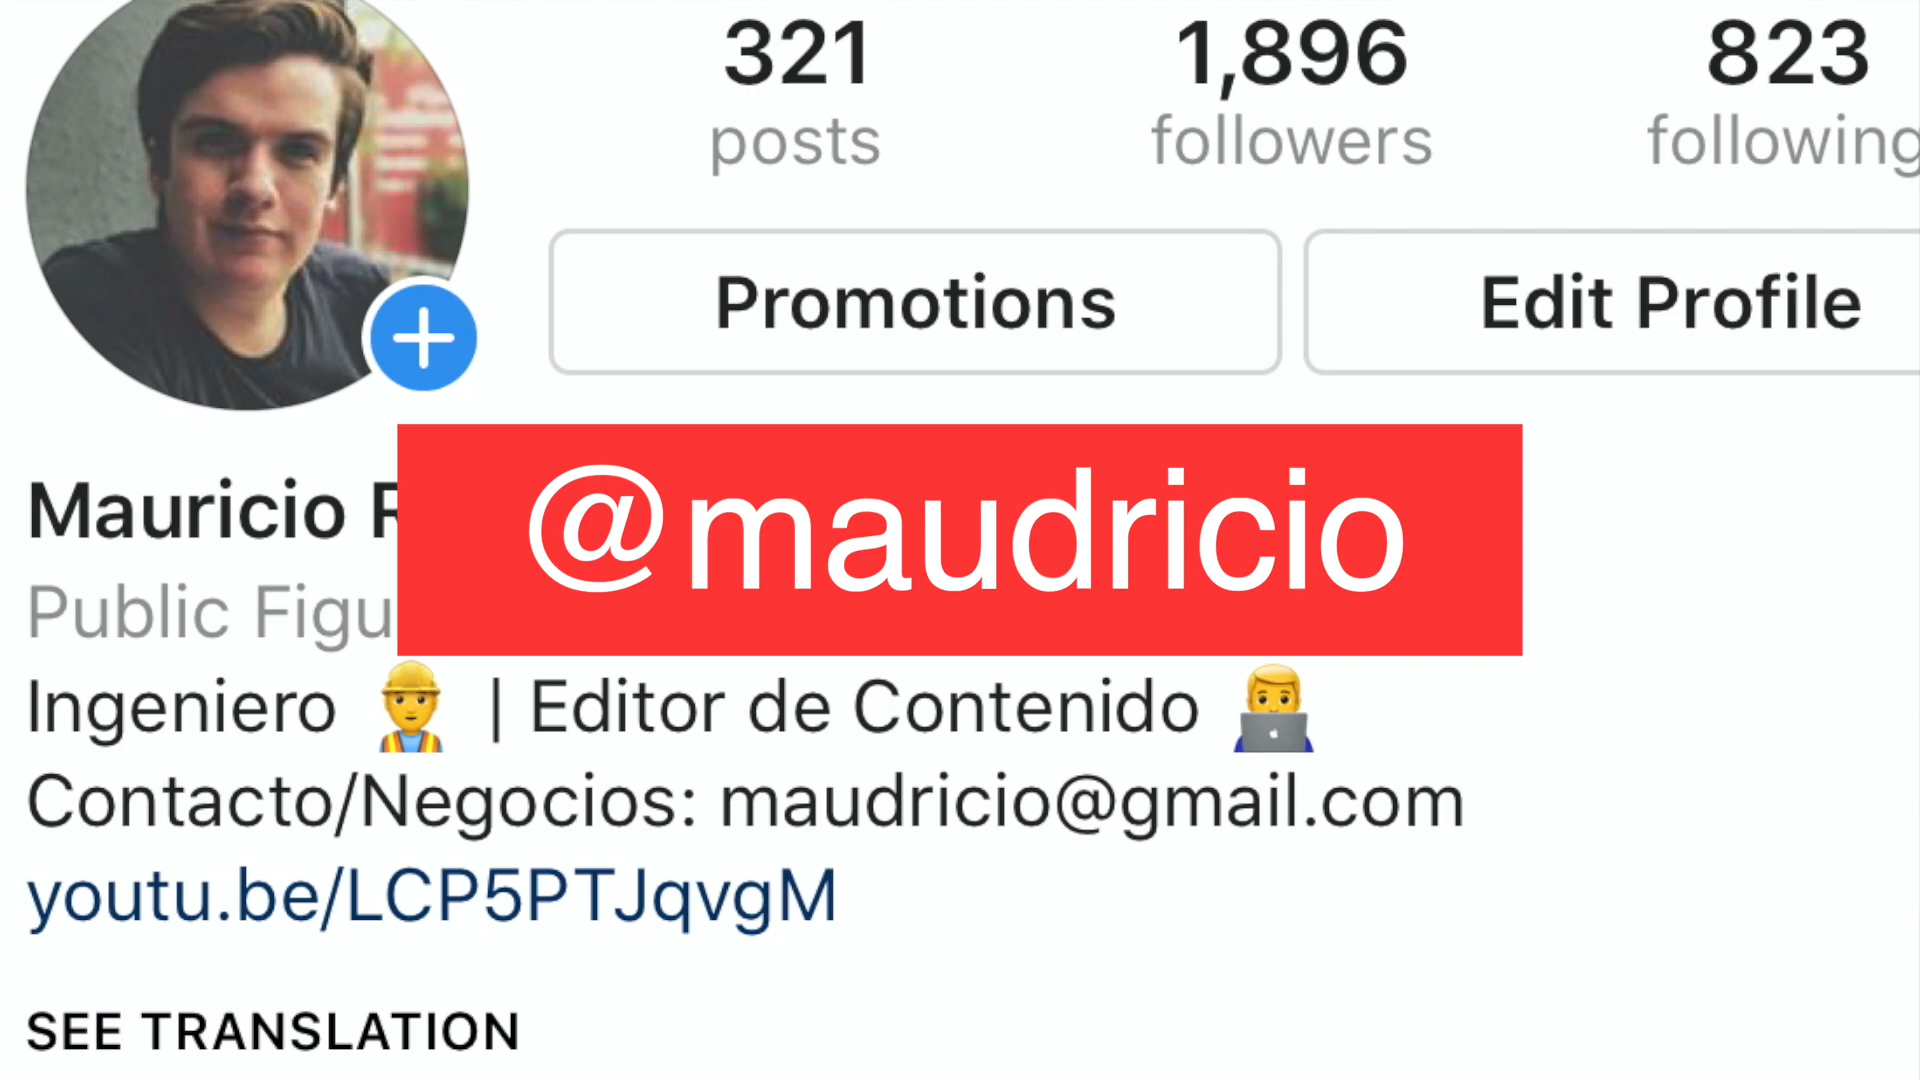 321 1,896 823
posts followers following
Promotions Edit Profile
Mauricio
@maudricio
Public
Ingeniero | Editor de Contenido
Contacto/Negocios: maudricio@gmail.com
youtu.be/LCP5PTJqvgM
SEE TRANSLATION